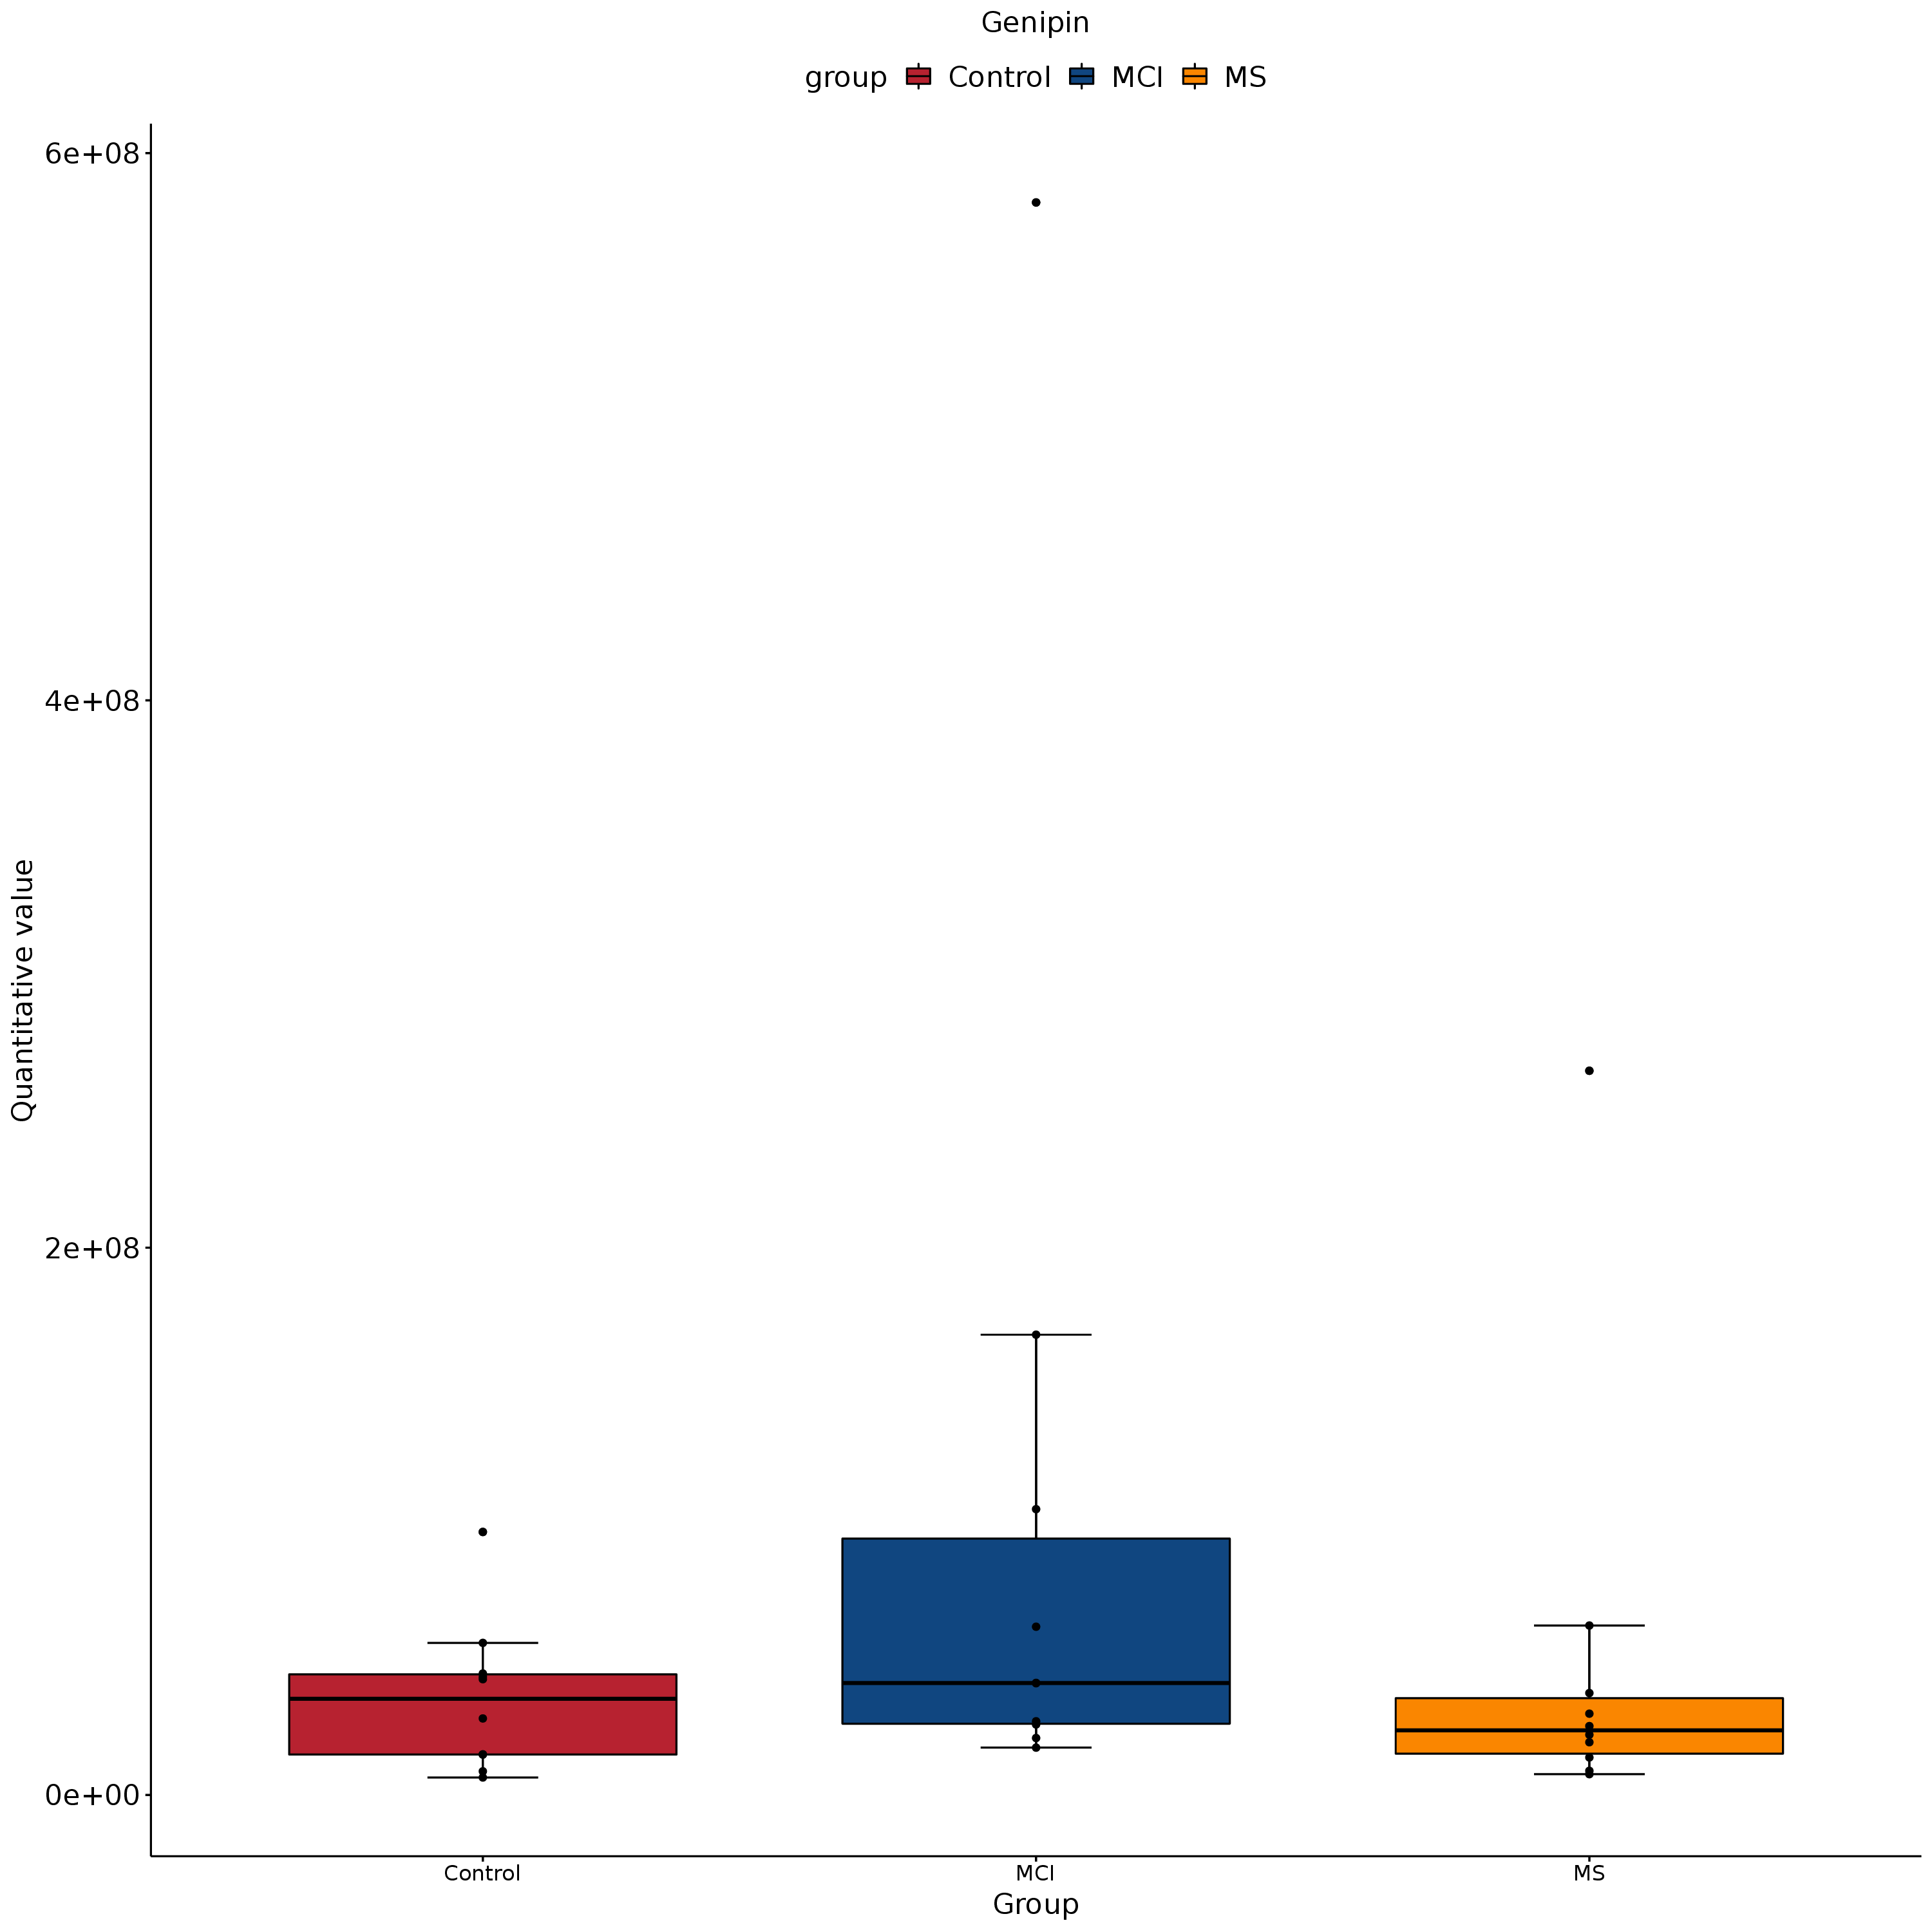 Genipin
group Control MCI MS
6e+08
4e+08
2e+08
0e+00
Quantitative value
Control MCI MS
Group